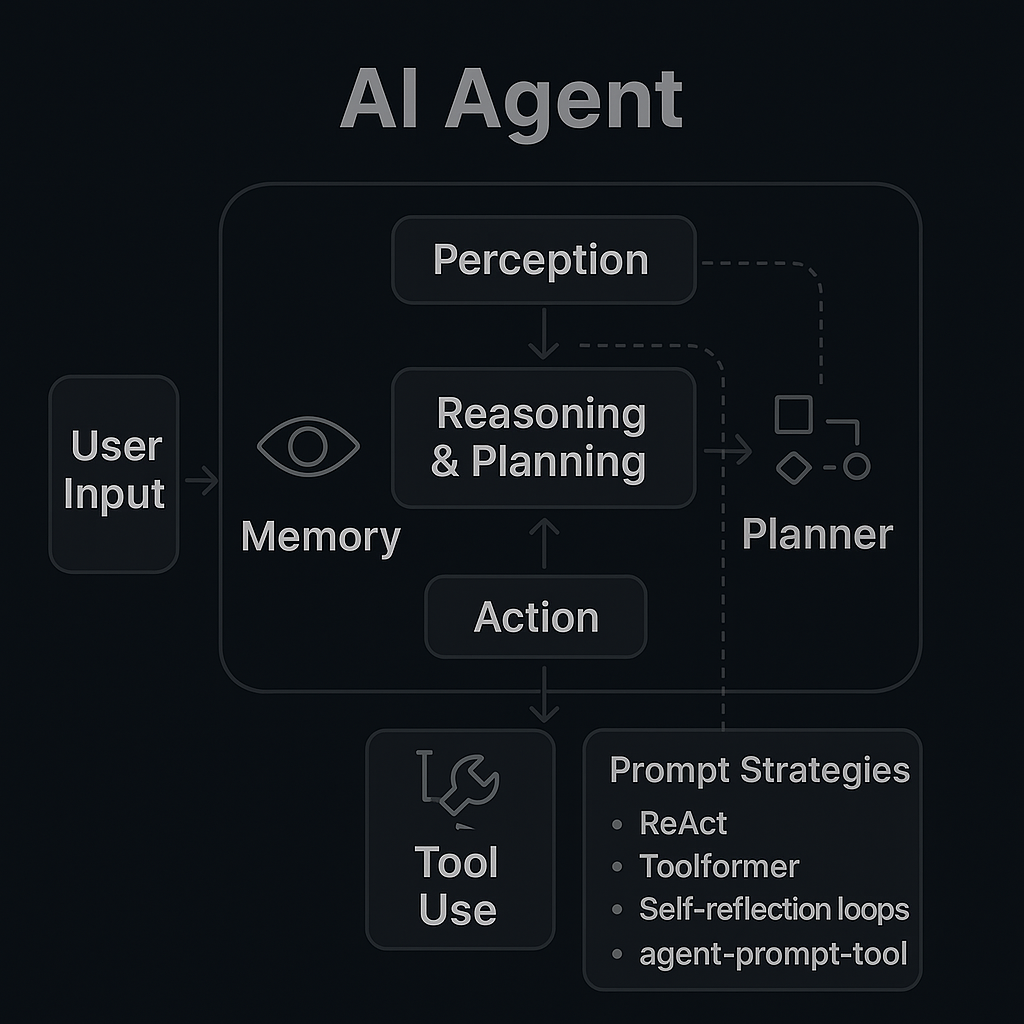 AI Agent
Perception
User
Input
Memory
Reasoning
& Planning
Planner
Action
Tool
Use
Prompt Strategies
• ReAct
• Toolformer
• Self-reflection loops
• agent-prompt-tool